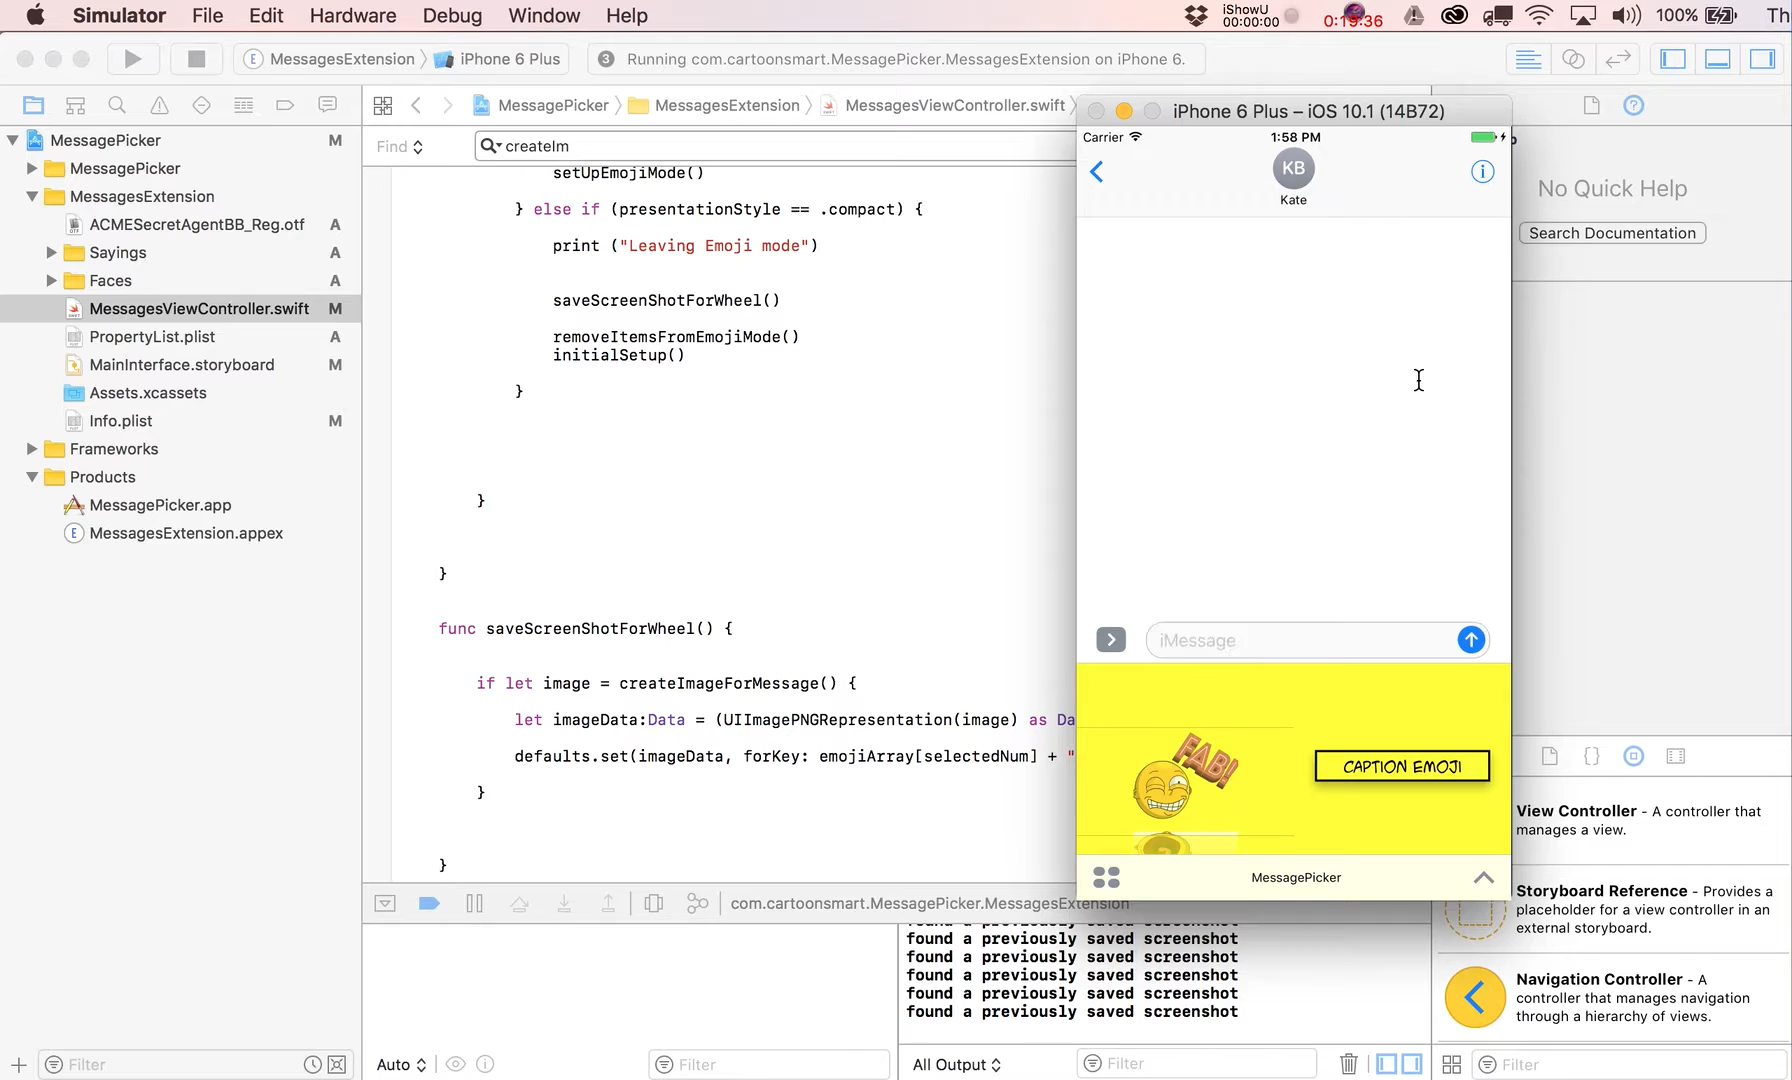 Simulator File Edit Hardware Debug Window Help iShowU 00:00:00 0:19:36 100% Th
MessagesExtension iPhone 6 Plus 3 Running com.cartoonsmart.MessagePicker.MessagesExtension on iPhone 6.
MessagePicker MessagesExtension MessagesViewController.swift
MessagePicker M
MessagePicker
MessagesExtension
ACMESecretAgentBB_Reg.otf A
Sayings A
Faces A
MessagesViewController.swift M
PropertyList.plist A
MainInterface.storyboard M
Assets.xcassets
Info.plist M
Frameworks
Products
MessagePicker.app
MessagesExtension.appex
Filter
Find createIm
setUpEmojiMode()
} else if (presentationStyle == .compact) {
print ("Leaving Emoji mode")
saveScreenShotForWheel()
removeItemsFromEmojiMode()
initialSetup()
}
}
}
func saveScreenShotForWheel() {
if let image = createImageForMessage() {
let imageData:Data = (UIImagePNGRepresentation(image) as Da
defaults.set(imageData, forKey: emojiArray[selectedNum] + "
}
}
com.cartoonsmart.MessagePicker.MessagesExtension
found a previously saved screenshot
found a previously saved screenshot
found a previously saved screenshot
found a previously saved screenshot
found a previously saved screenshot
Auto Filter All Output Filter
iPhone 6 Plus – iOS 10.1 (14B72)
Carrier 1:58 PM
KB
Kate
iMessage
FAB!
CAPTION EMOJI
MessagePicker
No Quick Help
Search Documentation
View Controller - A controller that
manages a view.
Storyboard Reference - Provides a
placeholder for a view controller in an
external storyboard.
Navigation Controller - A
controller that manages navigation
through a hierarchy of views.
Filter